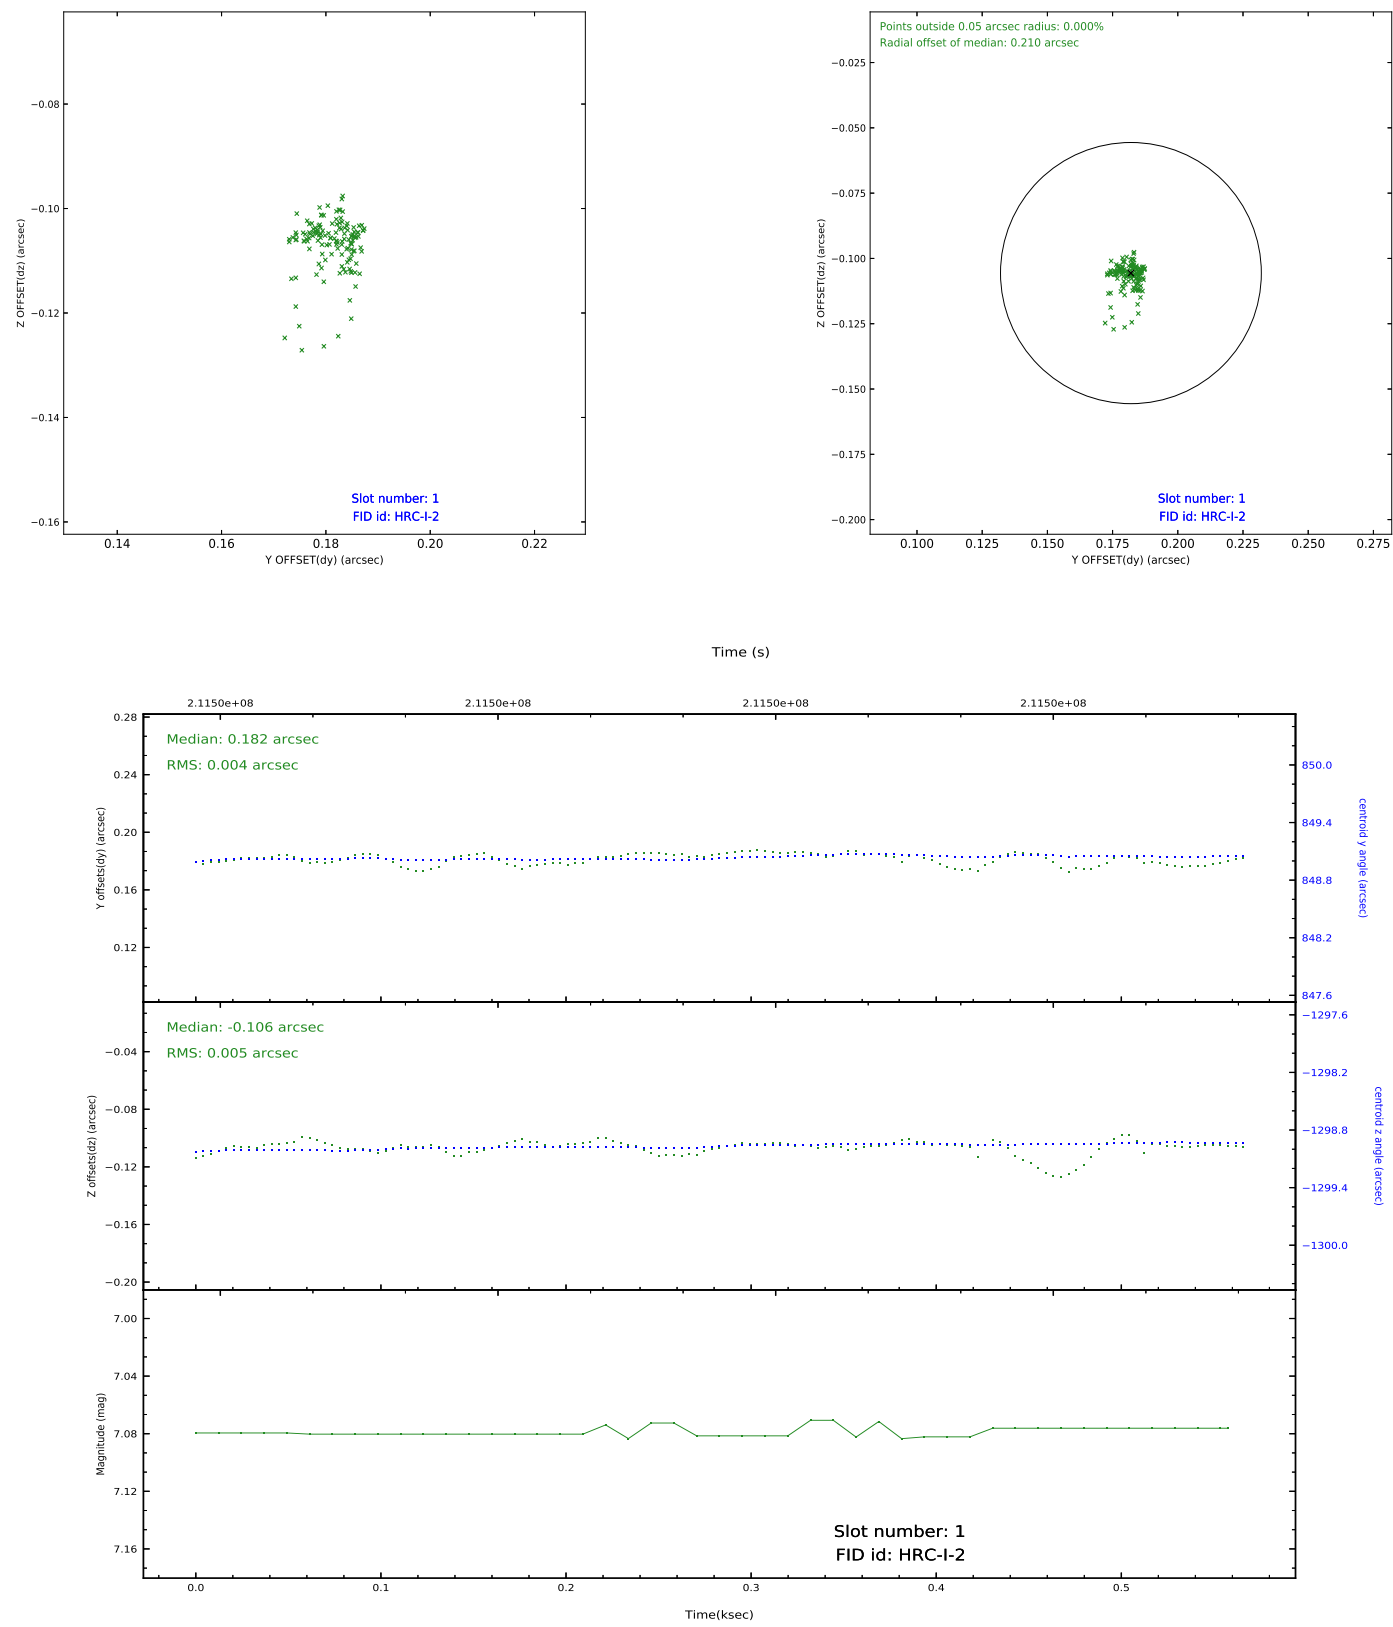 −0.08
−0.10
−0.12
−0.14
−0.16
Z OFFSET(dz) (arcsec)
Slot number: 1
FID id: HRC-I-2
0.14 0.16 0.18 0.20 0.22
Y OFFSET(dy) (arcsec)
Points outside 0.05 arcsec radius: 0.000%
Radial offset of median: 0.210 arcsec
−0.025
−0.050
−0.075
−0.100
−0.125
−0.150
−0.175
−0.200
Z OFFSET(dz) (arcsec)
Slot number: 1
FID id: HRC-I-2
0.100 0.125 0.150 0.175 0.200 0.225 0.250 0.275
Y OFFSET(dy) (arcsec)
Time (s)
2.1150e+08 2.1150e+08 2.1150e+08 2.1150e+08
Median: 0.182 arcsec
RMS: 0.004 arcsec
0.28
0.24
0.20
0.16
0.12
Y offsets(dy) (arcsec)
850.0
849.4
848.8
848.2
847.6
centroid y angle (arcsec)
Median: -0.106 arcsec
RMS: 0.005 arcsec
−0.04
−0.08
−0.12
−0.16
−0.20
Z offsets(dz) (arcsec)
−1297.6
−1298.2
−1298.8
−1299.4
−1300.0
centroid z angle (arcsec)
7.00
7.04
7.08
7.12
7.16
Magnitude (mag)
Slot number: 1
FID id: HRC-I-2
0.0 0.1 0.2 0.3 0.4 0.5
Time(ksec)